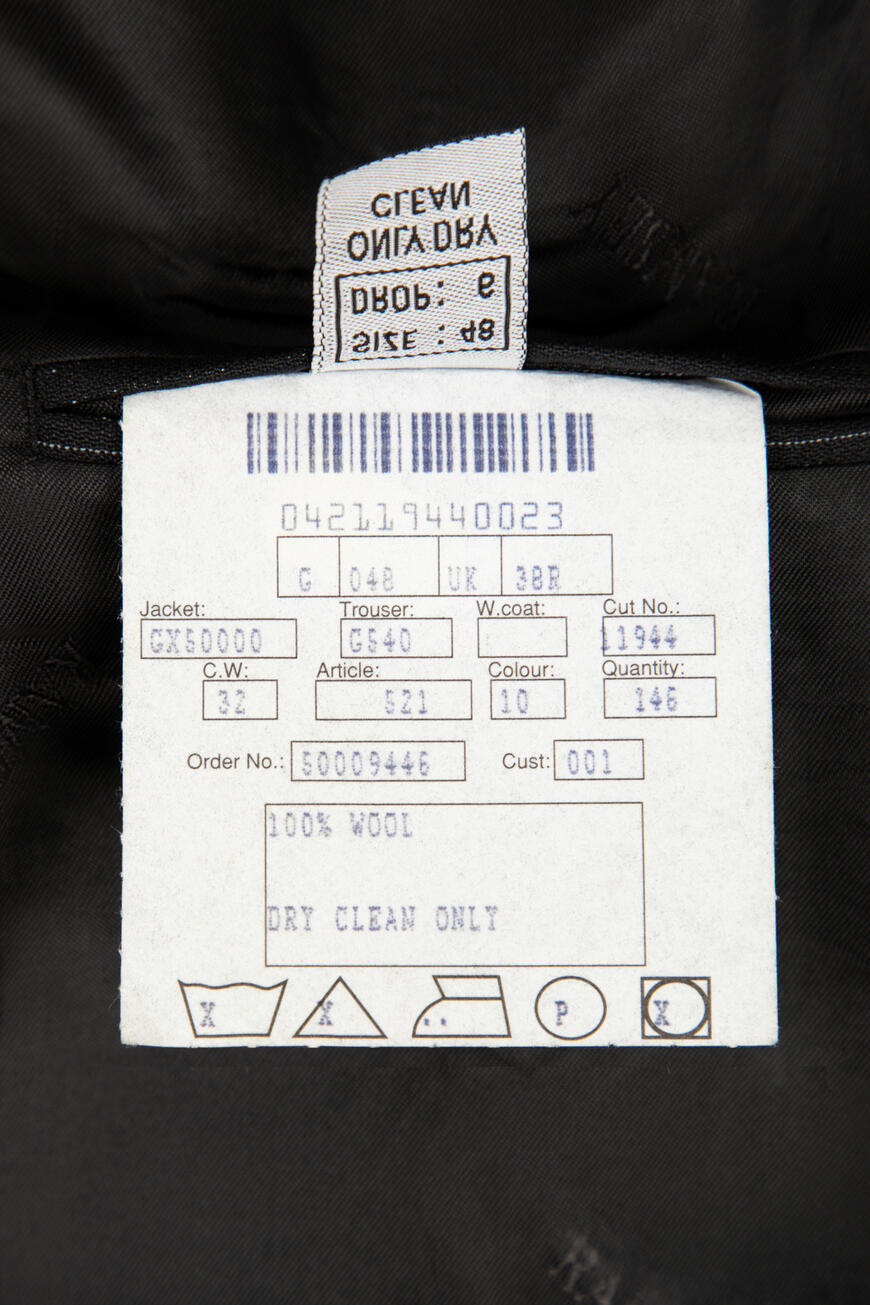 SIZE : 48
DROP : 6
ONLY DRY
CLEAN
042119440023
G 048 UK 38R
Jacket: Trouser: W.coat: Cut No.:
GX50000 G540 11944
C.W: Article: Colour: Quantity:
32 521 10 146
Order No.: 50009446 Cust: 001
100% WOOL
DRY CLEAN ONLY
X X .. P X